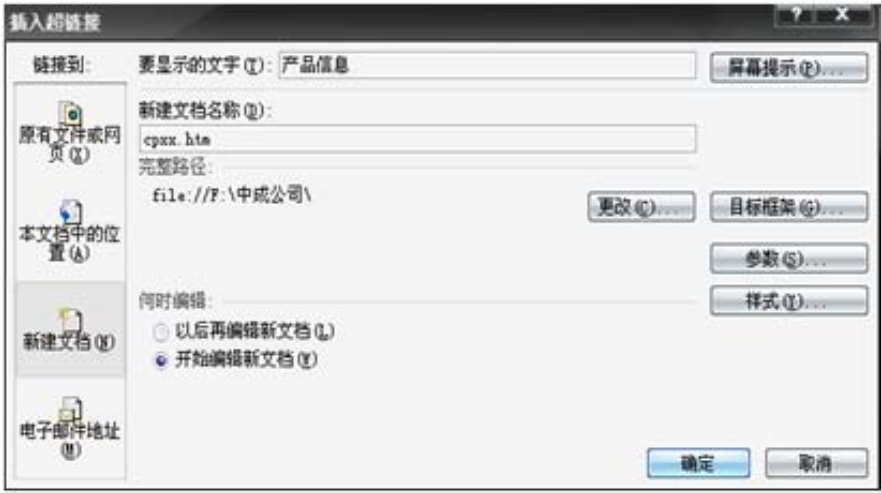 插入超链接
链接到:
要显示的文字(T): 产品信息
屏幕提示(P)...
原有文件或网
页(X)
新建文档名称(D):
cpxx.htm
完整路径:
file://F:\中成公司\
更改(C)...
目标框架(G)...
本文档中的位
置(A)
参数(S)...
样式(Y)...
新建文档(N)
何时编辑:
以后再编辑新文档(L)
开始编辑新文档(W)
电子邮件地址
(M)
确定
取消